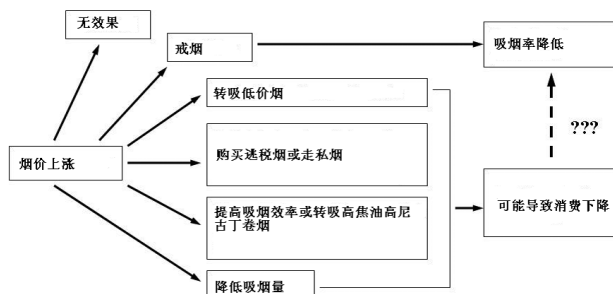 无效果
戒烟
吸烟率降低
转吸低价烟
???
烟价上涨
购买逃税烟或走私烟
提高吸烟效率或转吸高焦油高尼
古丁卷烟
可能导致消费下降
降低吸烟量